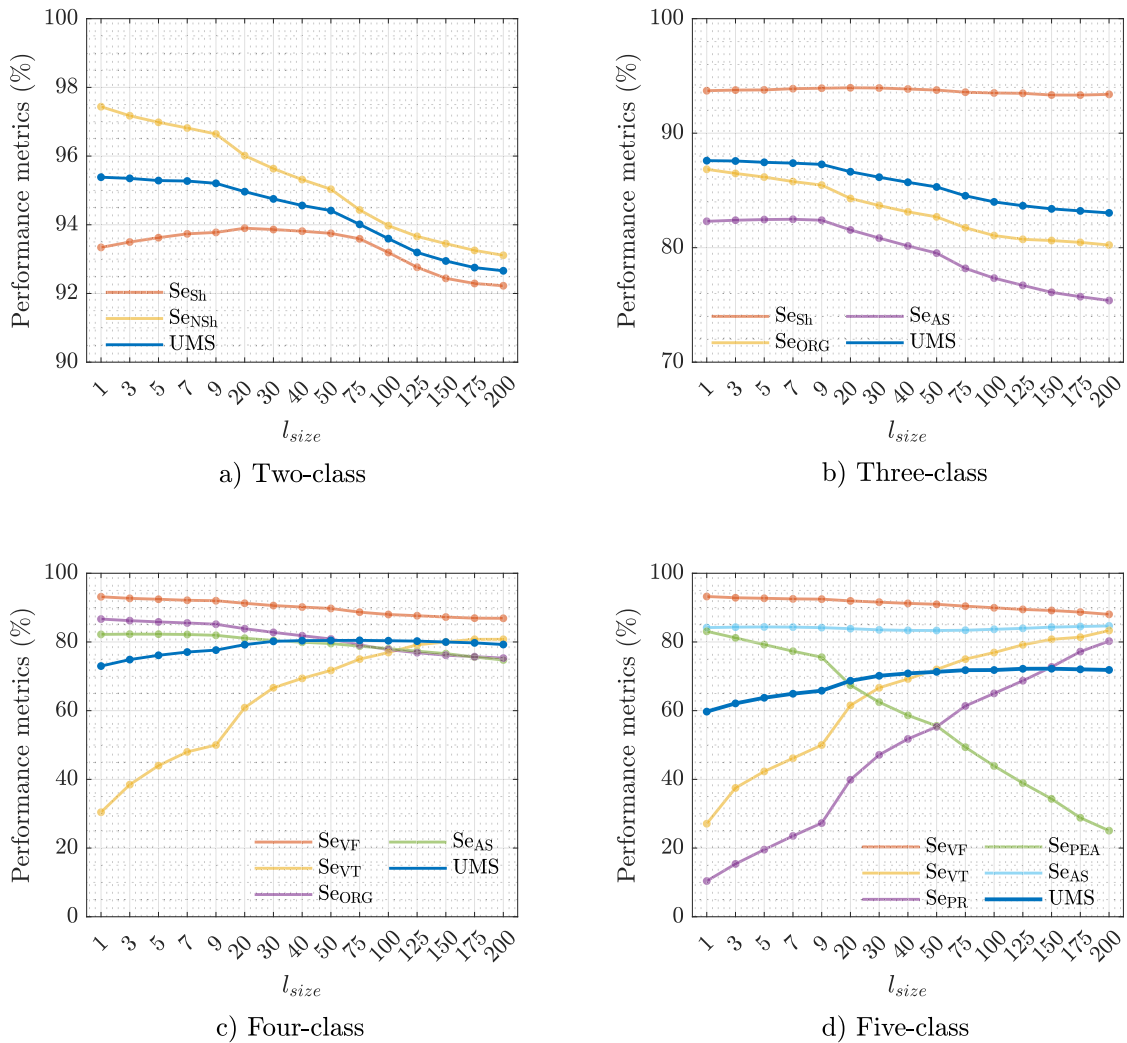 Performance metrics (%)
100
98
96
94
92
90
Se_Sh
Se_NSh
UMS
1 3 5 7 9 20 30 40 50 75 100 125 150 175 200
l_size
a) Two-class
Performance metrics (%)
100
90
80
70
Se_Sh Se_AS
Se_ORG UMS
1 3 5 7 9 20 30 40 50 75 100 125 150 175 200
l_size
b) Three-class
Performance metrics (%)
100
80
60
40
20
0
Se_VF Se_AS
Se_VT UMS
Se_ORG
1 3 5 7 9 20 30 40 50 75 100 125 150 175 200
l_size
c) Four-class
Performance metrics (%)
100
80
60
40
20
0
Se_VF Se_PEA
Se_VT Se_AS
Se_PR UMS
1 3 5 7 9 20 30 40 50 75 100 125 150 175 200
l_size
d) Five-class